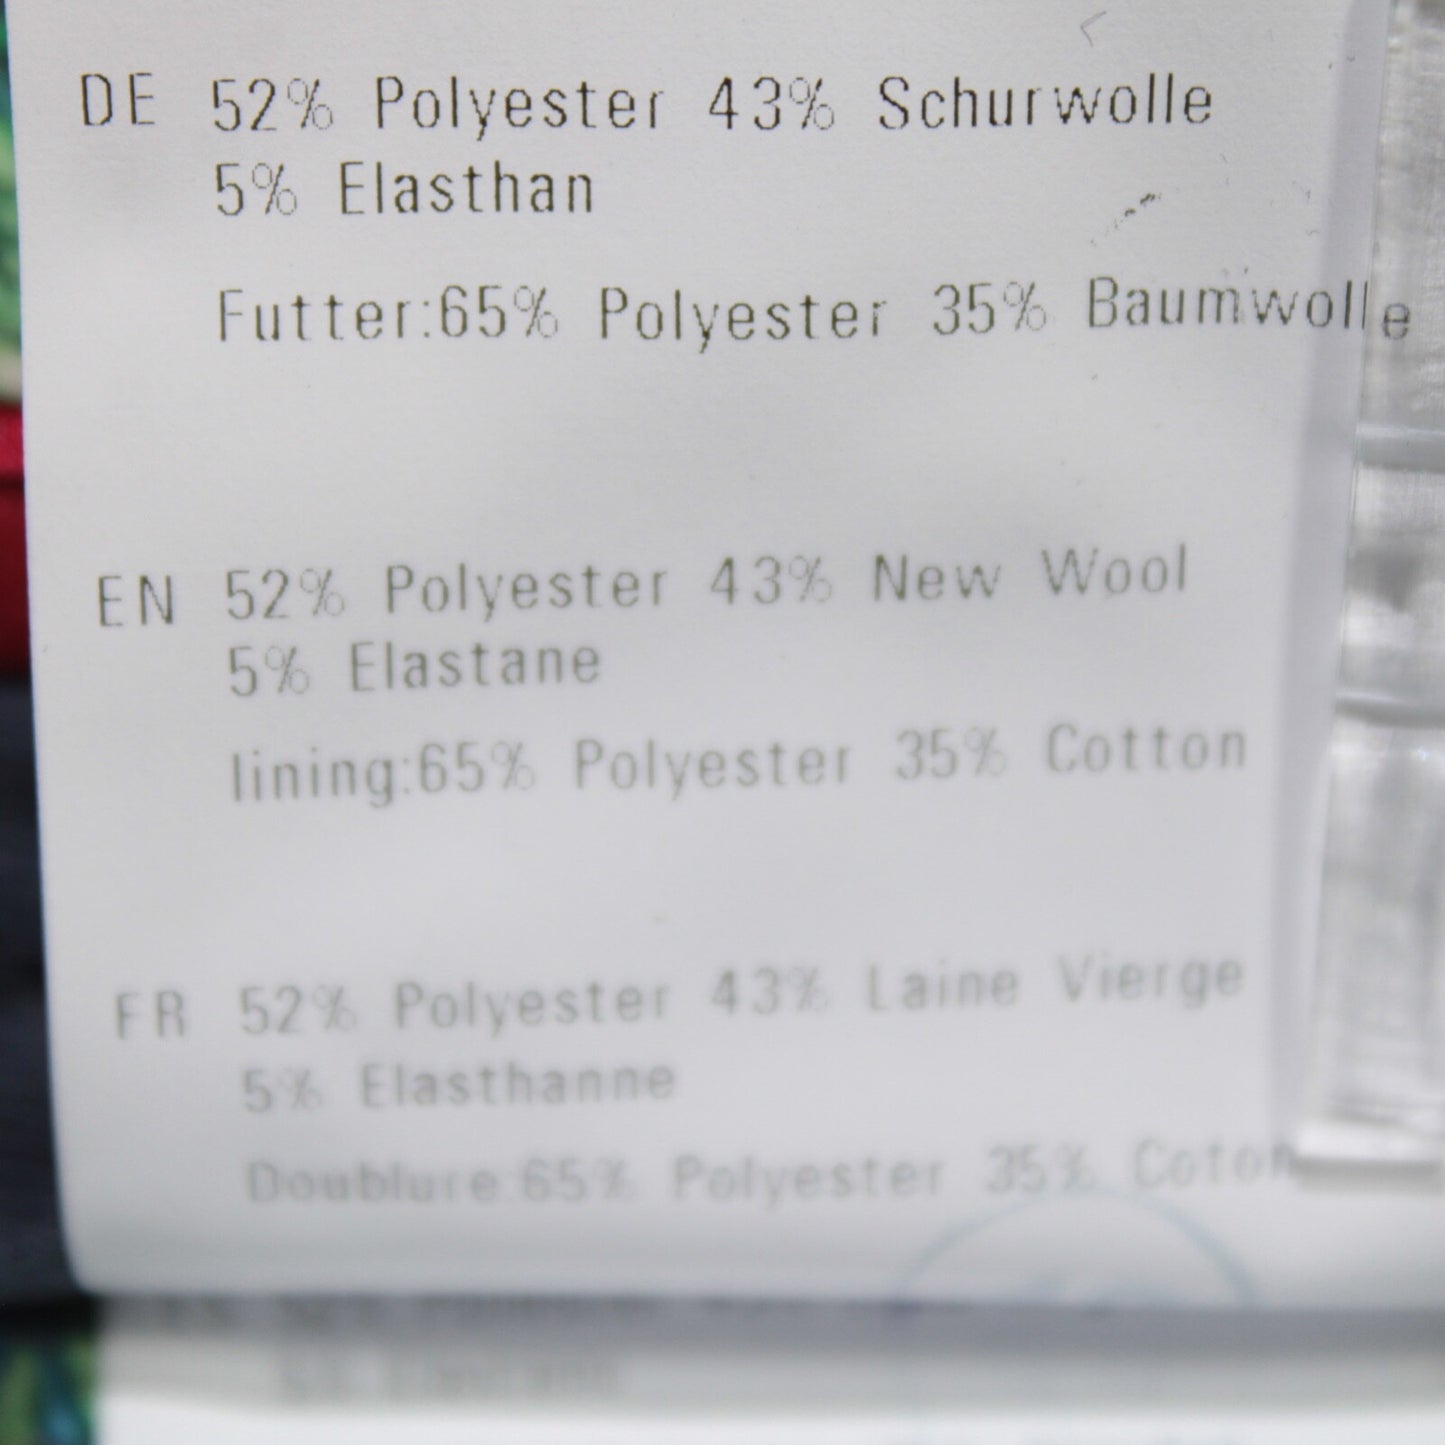 DE 52% Polyester 43% Schurwolle
5% Elasthan
Futter:65% Polyester 35% Baumwolle
EN 52% Polyester 43% New Wool
5% Elastane
lining:65% Polyester 35% Cotton
FR 52% Polyester 43% Laine Vierge
5% Elasthanne
Doublure:65% Polyester 35% Coton